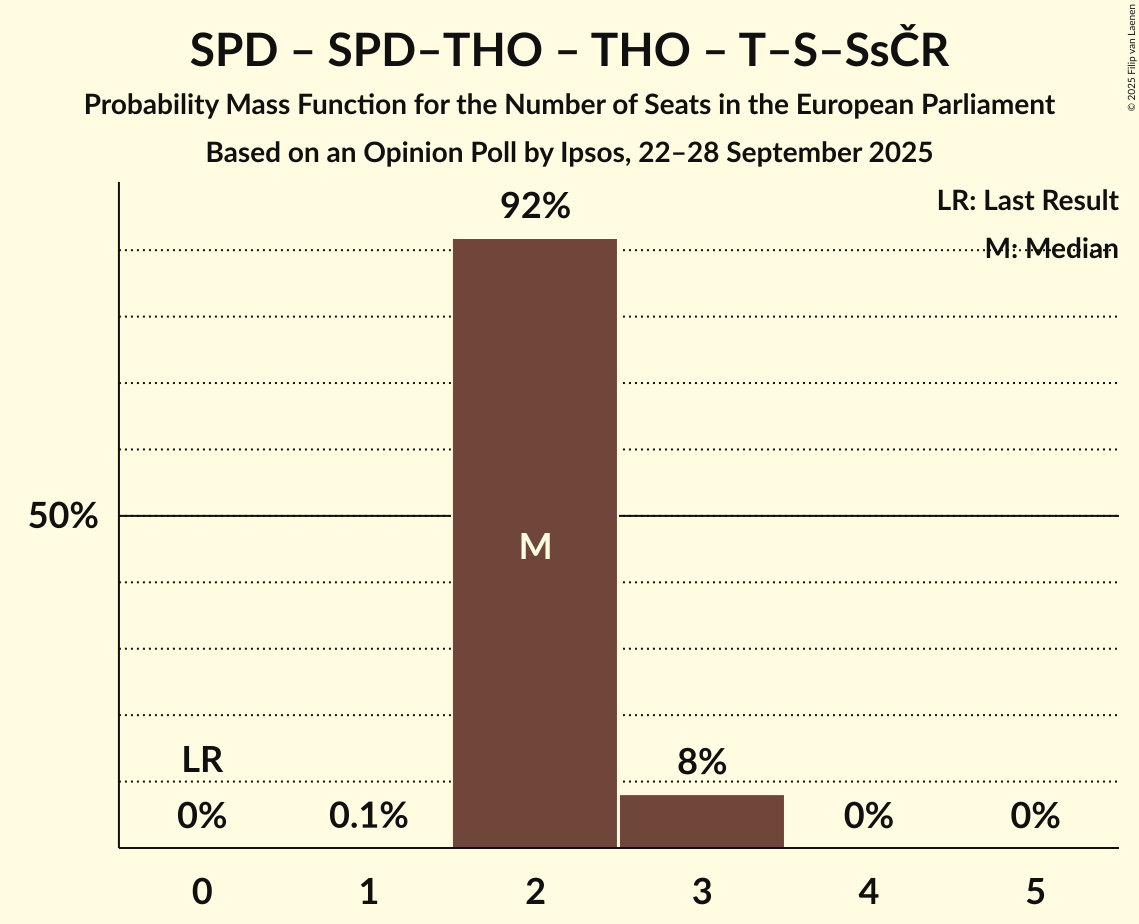 SPD – SPD–THO – THO – T–S–SsČR
Probability Mass Function for the Number of Seats in the European Parliament
Based on an Opinion Poll by Ipsos, 22–28 September 2025
© 2025 Filip van Laenen
LR: Last Result
M: Median
92%
50%
M
LR
0%
0.1%
8%
0%
0%
0 1 2 3 4 5